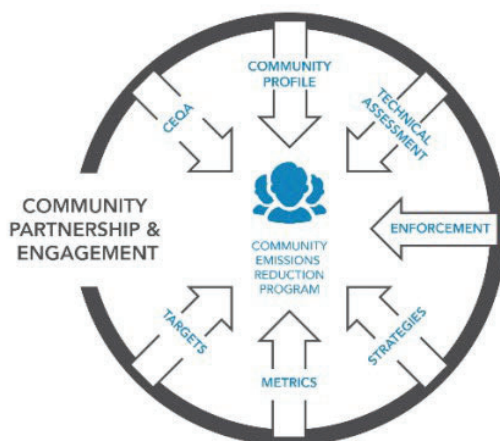 COMMUNITY
PROFILE
CEQA
TECHNICAL
ASSESSMENT
COMMUNITY
PARTNERSHIP &
ENGAGEMENT
ENFORCEMENT
COMMUNITY
EMISSIONS
REDUCTION
PROGRAM
TARGETS
METRICS
STRATEGIES